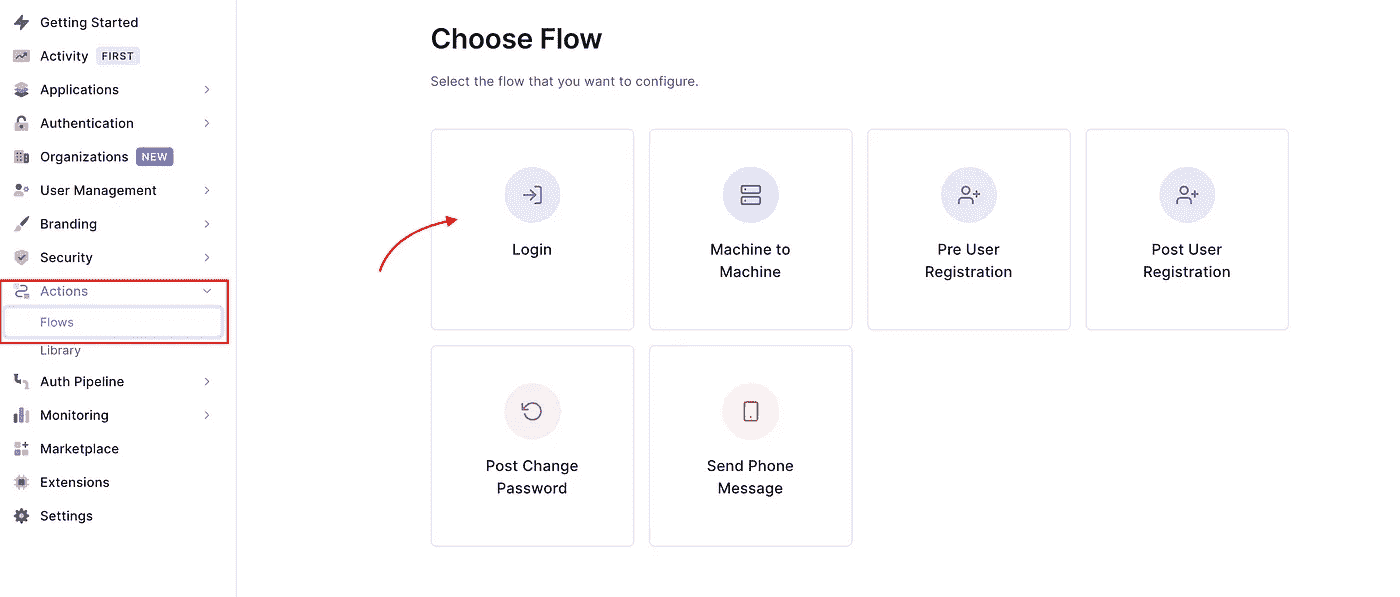 Getting Started
Activity FIRST
Applications
Authentication
Organizations NEW
User Management
Branding
Security
Actions
Flows
Library
Auth Pipeline
Monitoring
Marketplace
Extensions
Settings
Choose Flow
Select the flow that you want to configure.
Login
Machine to
Machine
Pre User
Registration
Post User
Registration
Post Change
Password
Send Phone
Message